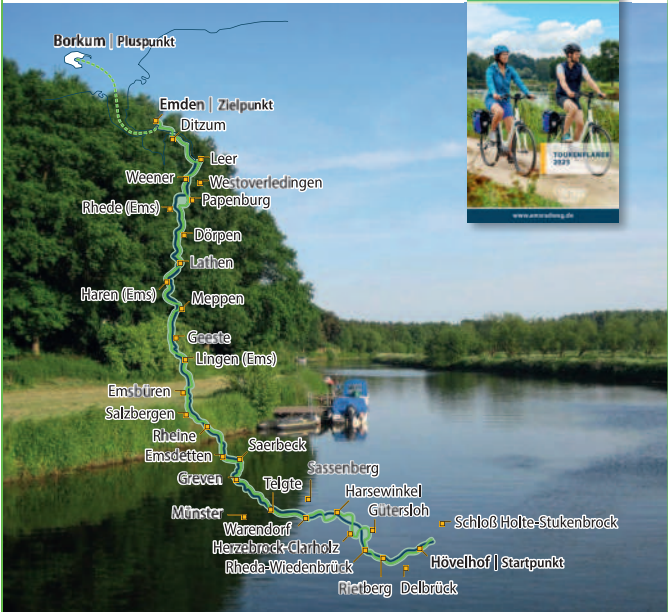 Borkum | Pluspunkt
Emden | Zielpunkt
Ditzum
Leer
Weener
Westoverledingen
Papenburg
Rhede (Ems)
Dörpen
Lathen
Haren (Ems)
Meppen
Geeste
Lingen (Ems)
Emsbüren
Salzbergen
Rheine
Emsdetten
Saerbeck
Greven
Sassenberg
Telgte
Harsewinkel
Münster
Gütersloh
Warendorf
Schloß Holte-Stukenbrock
Herzebrock-Clarholz
Rheda-Wiedenbrück
Hövelhof | Startpunkt
Rietberg
Delbrück
TOURENPLANER
2025
www.emsradweg.de